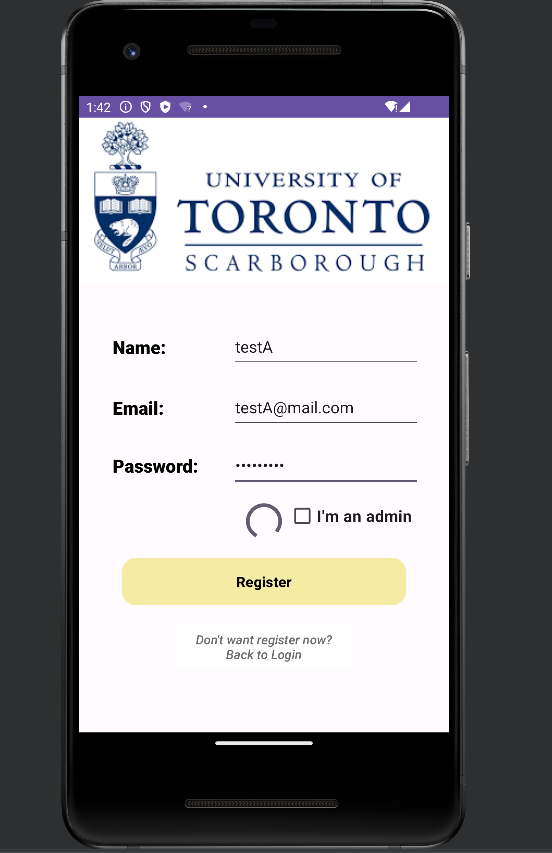 1:42
UNIVERSITY OF
TORONTO
SCARBOROUGH
VELUT ÆVO
ARBOR
Name: testA
Email: testA@mail.com
Password: •••••••••
I'm an admin
Register
Don't want register now?
Back to Login